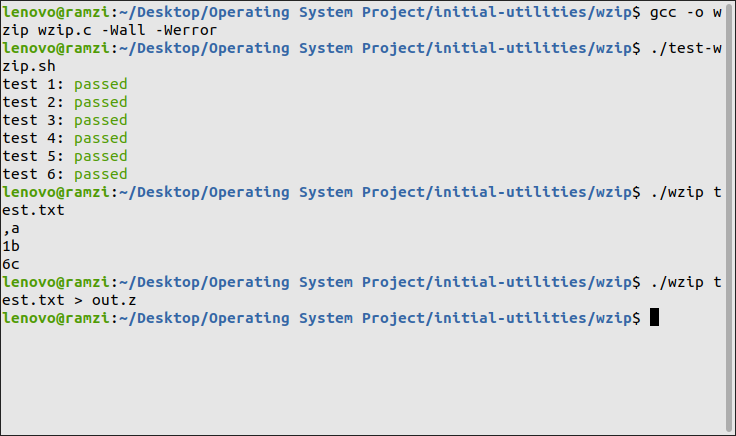 lenovo@ramzi:~/Desktop/Operating System Project/initial-utilities/wzip$ gcc -o w
zip wzip.c -Wall -Werror
lenovo@ramzi:~/Desktop/Operating System Project/initial-utilities/wzip$ ./test-w
zip.sh
test 1: passed
test 2: passed
test 3: passed
test 4: passed
test 5: passed
test 6: passed
lenovo@ramzi:~/Desktop/Operating System Project/initial-utilities/wzip$ ./wzip t
est.txt
,a
1b
6c
lenovo@ramzi:~/Desktop/Operating System Project/initial-utilities/wzip$ ./wzip t
est.txt > out.z
lenovo@ramzi:~/Desktop/Operating System Project/initial-utilities/wzip$